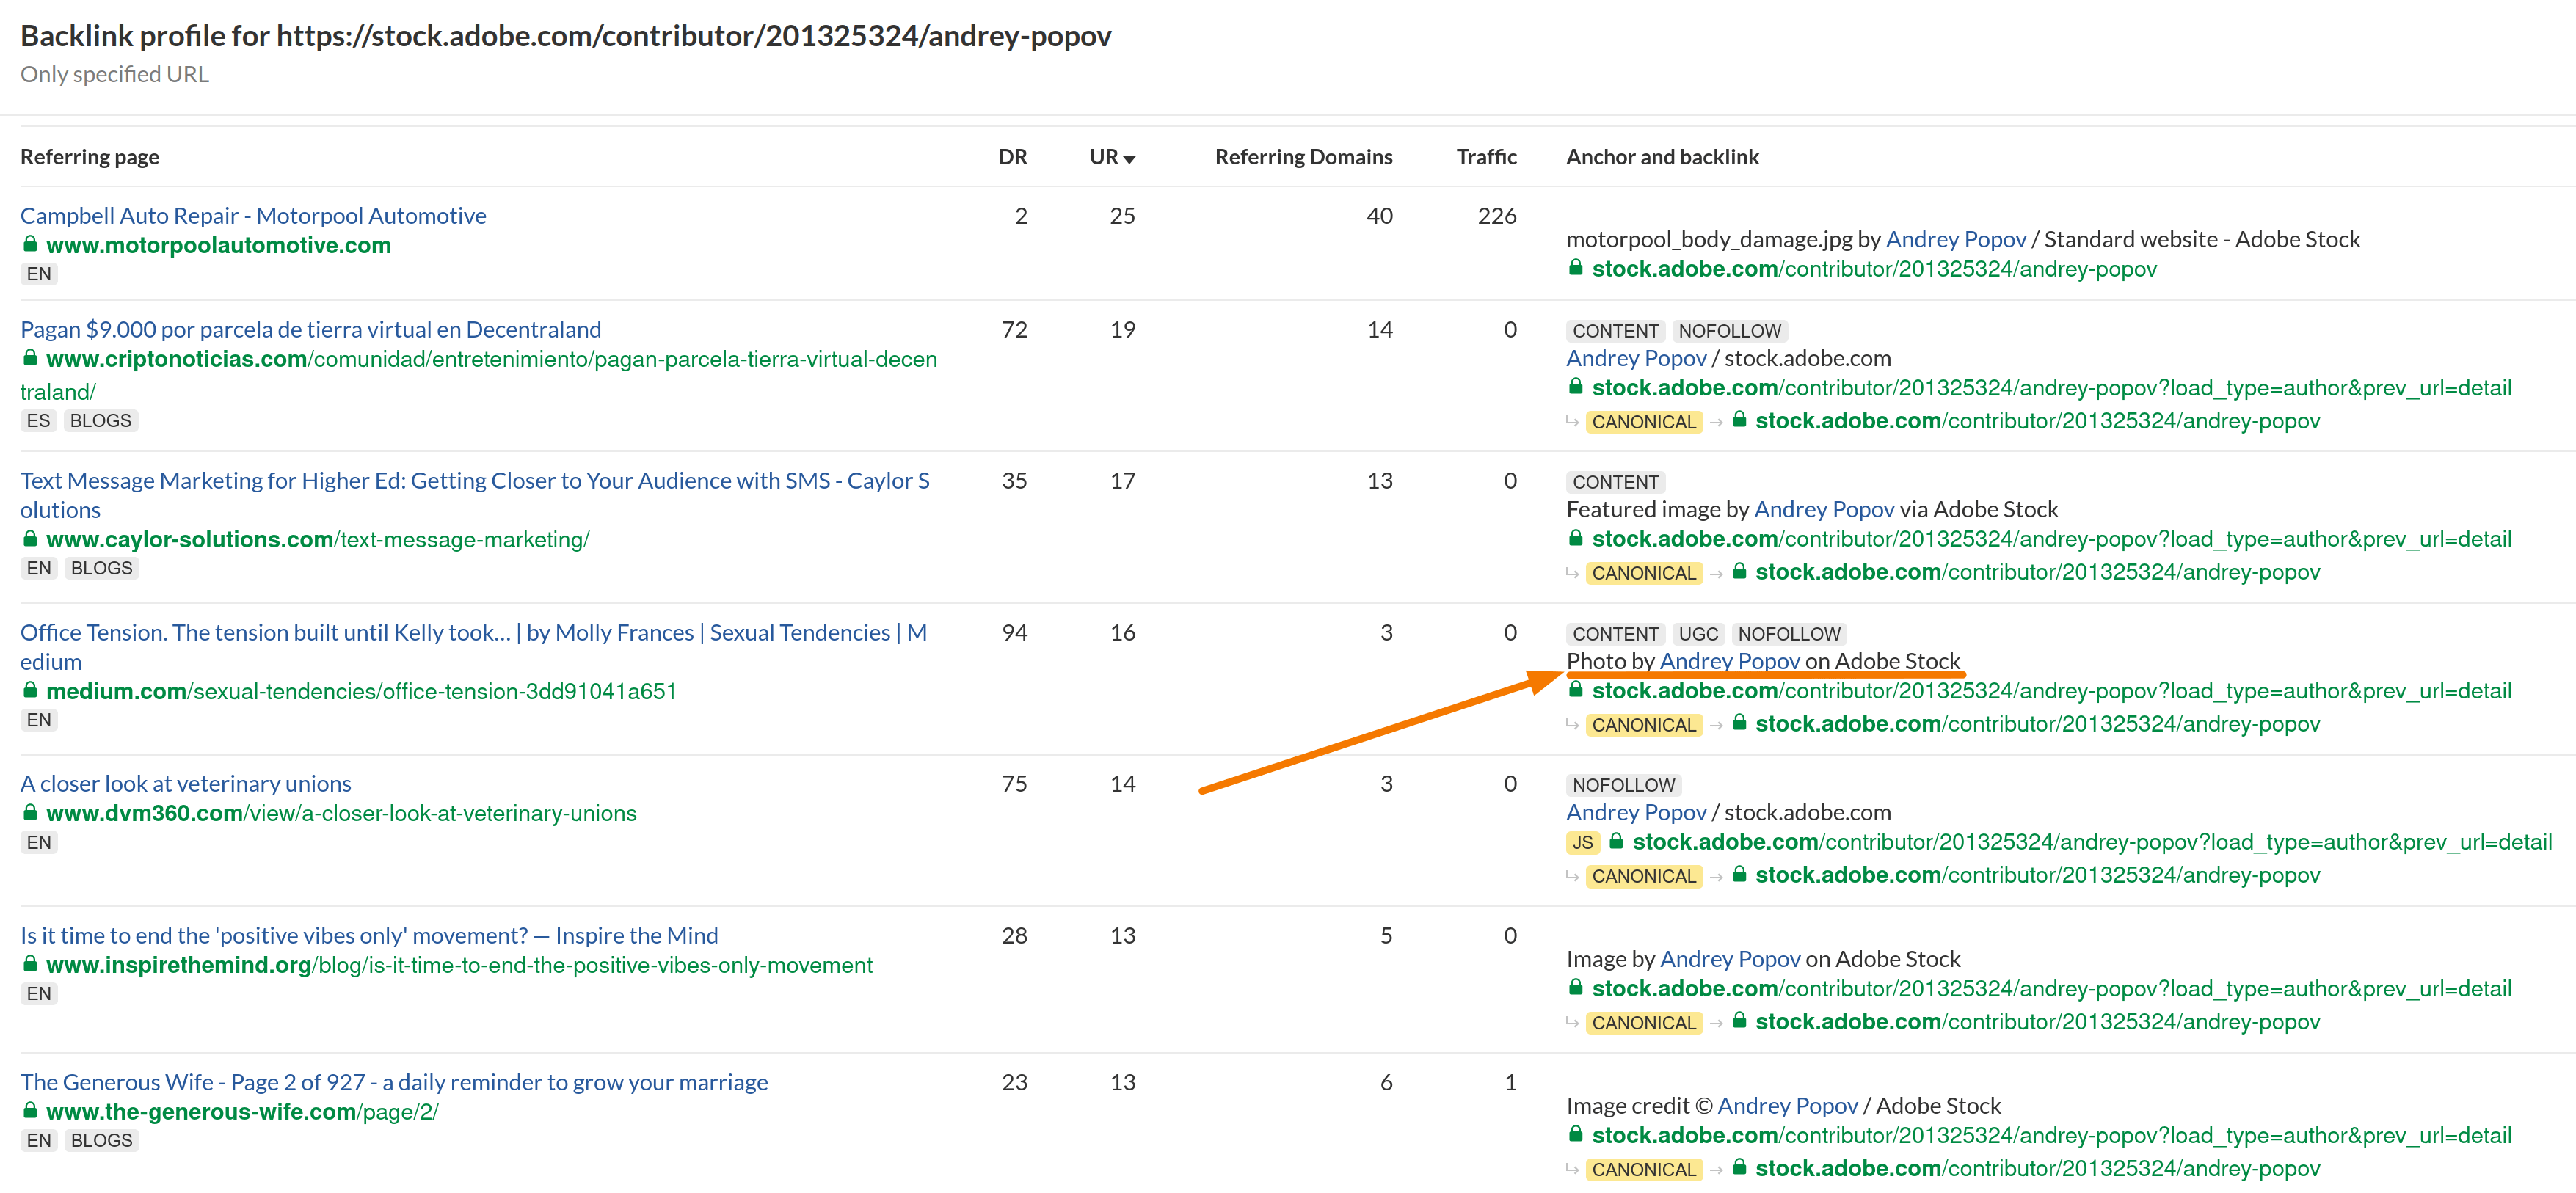 Backlink profile for https://stock.adobe.com/contributor/201325324/andrey-popov
Only specified URL
Referring page DR UR Referring Domains Traffic Anchor and backlink
Campbell Auto Repair - Motorpool Automotive 2 25 40 226
www.motorpoolautomotive.com
EN
motorpool_body_damage.jpg by Andrey Popov / Standard website - Adobe Stock
stock.adobe.com/contributor/201325324/andrey-popov
Pagan $9.000 por parcela de tierra virtual en Decentraland 72 19 14 0
www.criptonoticias.com/comunidad/entretenimiento/pagan-parcela-tierra-virtual-decen
traland/
ES BLOGS
CONTENT NOFOLLOW
Andrey Popov / stock.adobe.com
stock.adobe.com/contributor/201325324/andrey-popov?load_type=author&prev_url=detail
CANONICAL → stock.adobe.com/contributor/201325324/andrey-popov
Text Message Marketing for Higher Ed: Getting Closer to Your Audience with SMS - Caylor S 35 17 13 0
olutions
www.caylor-solutions.com/text-message-marketing/
EN BLOGS
CONTENT
Featured image by Andrey Popov via Adobe Stock
stock.adobe.com/contributor/201325324/andrey-popov?load_type=author&prev_url=detail
CANONICAL → stock.adobe.com/contributor/201325324/andrey-popov
Office Tension. The tension built until Kelly took... | by Molly Frances | Sexual Tendencies | M 94 16 3 0
edium
medium.com/sexual-tendencies/office-tension-3dd91041a651
EN
CONTENT UGC NOFOLLOW
Photo by Andrey Popov on Adobe Stock
stock.adobe.com/contributor/201325324/andrey-popov?load_type=author&prev_url=detail
CANONICAL → stock.adobe.com/contributor/201325324/andrey-popov
A closer look at veterinary unions 75 14 3 0
www.dvm360.com/view/a-closer-look-at-veterinary-unions
EN
NOFOLLOW
Andrey Popov / stock.adobe.com
JS stock.adobe.com/contributor/201325324/andrey-popov?load_type=author&prev_url=detail
CANONICAL → stock.adobe.com/contributor/201325324/andrey-popov
Is it time to end the 'positive vibes only' movement? — Inspire the Mind 28 13 5 0
www.inspirethemind.org/blog/is-it-time-to-end-the-positive-vibes-only-movement
EN
Image by Andrey Popov on Adobe Stock
stock.adobe.com/contributor/201325324/andrey-popov?load_type=author&prev_url=detail
CANONICAL → stock.adobe.com/contributor/201325324/andrey-popov
The Generous Wife - Page 2 of 927 - a daily reminder to grow your marriage 23 13 6 1
www.the-generous-wife.com/page/2/
EN BLOGS
Image credit © Andrey Popov / Adobe Stock
stock.adobe.com/contributor/201325324/andrey-popov?load_type=author&prev_url=detail
CANONICAL → stock.adobe.com/contributor/201325324/andrey-popov